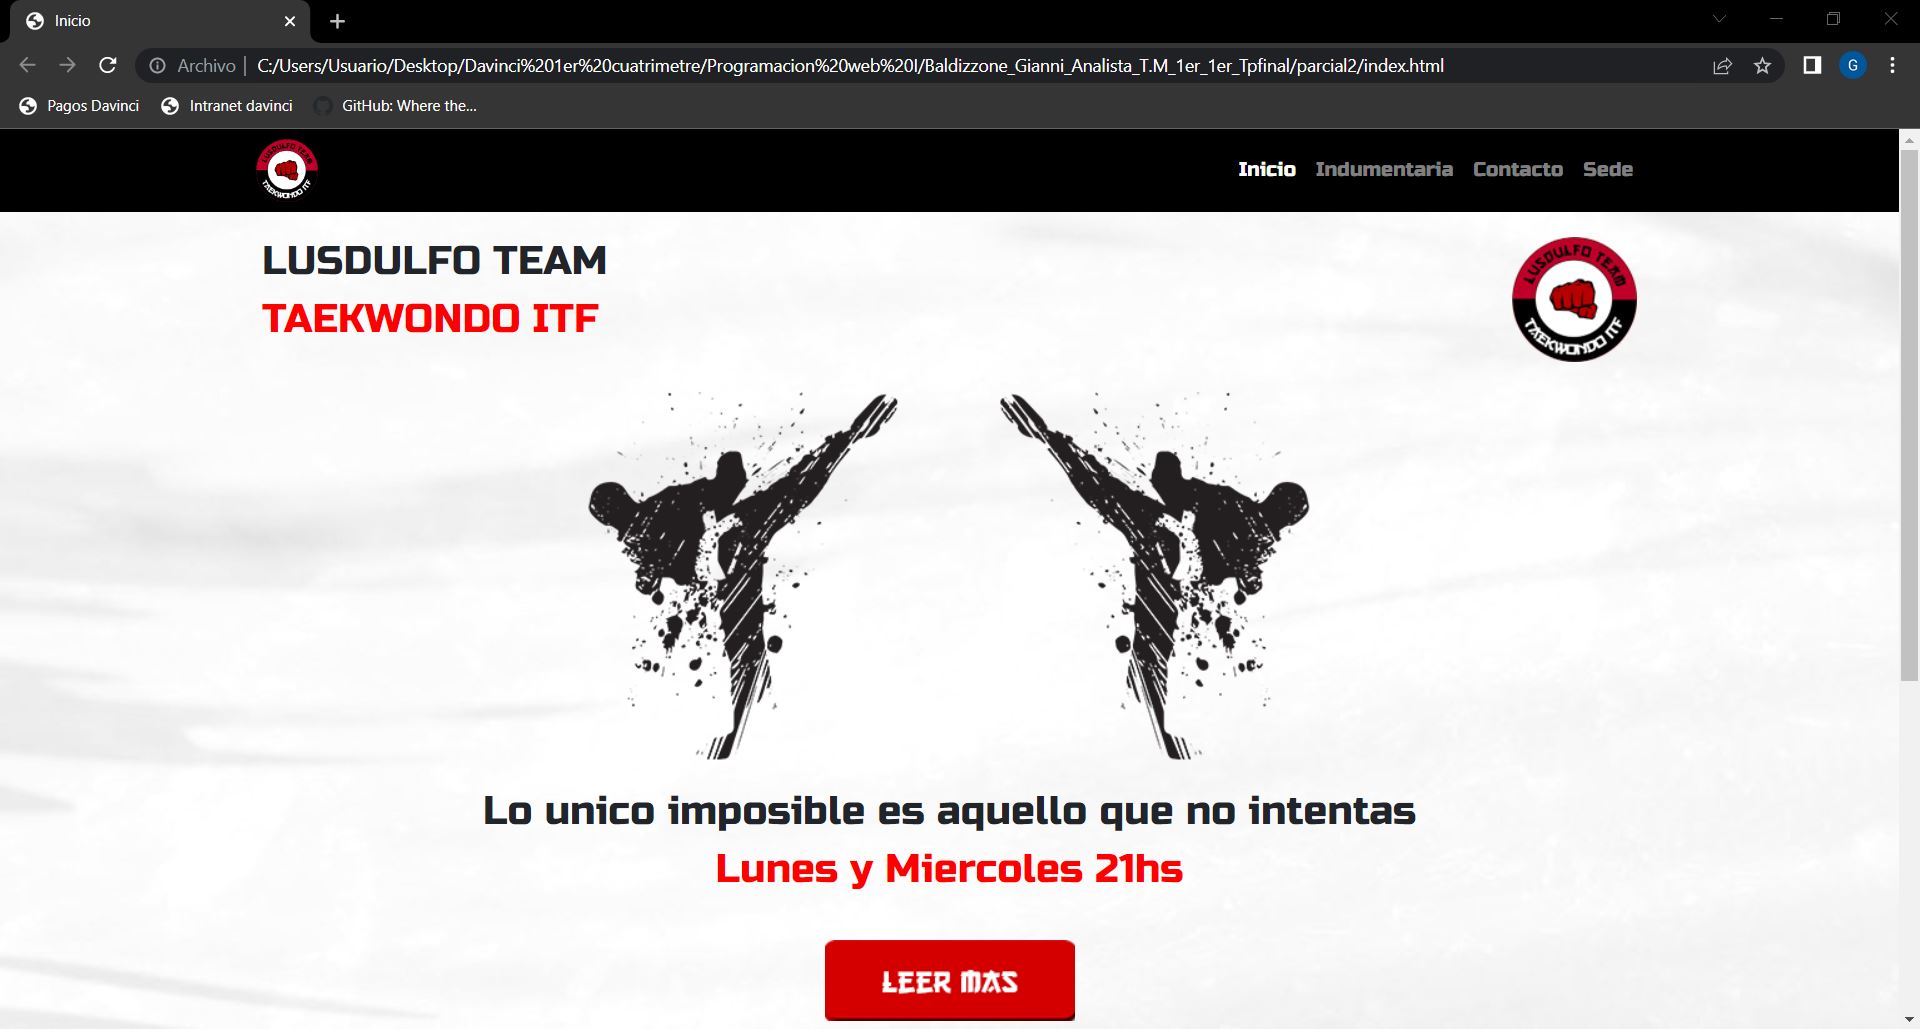 Inicio
Archivo | C:/Users/Usuario/Desktop/Davinci%201er%20cuatrimetre/Programacion%20web%20I/Baldizzone_Gianni_Analista_T.M_1er_1er_Tpfinal/parcial2/index.html
G
Pagos Davinci Intranet davinci GitHub: Where the...
LUSDULFO TEAM
TAEKWONDO ITF
Inicio Indumentaria Contacto Sede
LUSDULFO TEAM
TAEKWONDO ITF
LUSDULFO TEAM
TAEKWONDO ITF
Lo unico imposible es aquello que no intentas
Lunes y Miercoles 21hs
LEER MAS